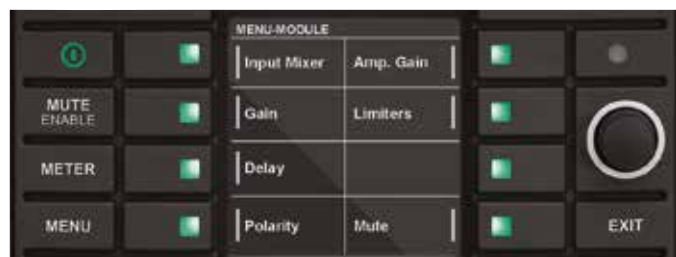 MENU-MODULE
Input Mixer Amp. Gain
MUTE
ENABLE
Gain Limiters
METER
Delay
MENU
Polarity Mute
EXIT